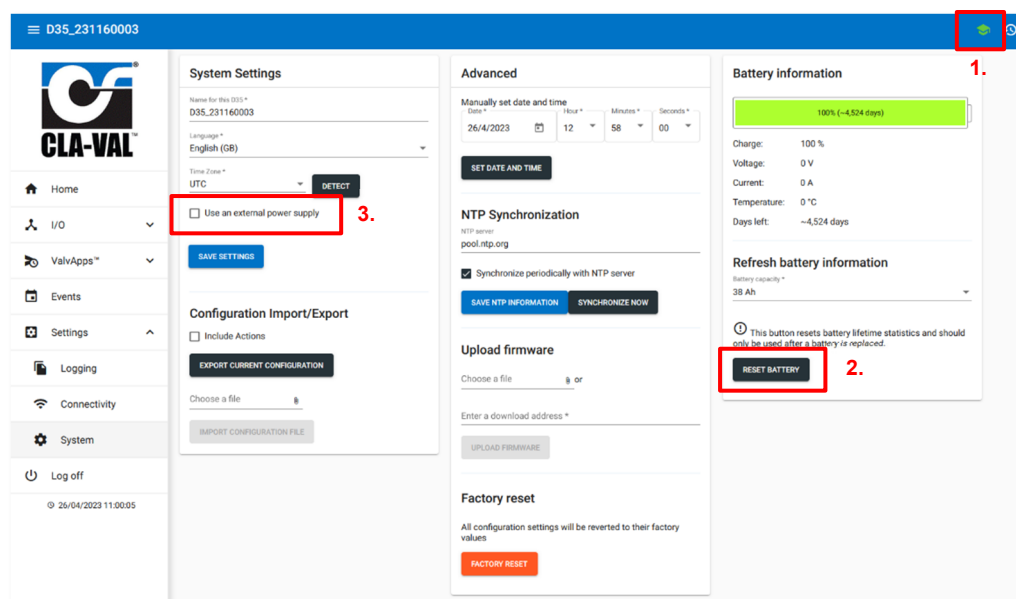 D35_231160003
1.
CLA-VAL
®
Home
I/O
ValvApps™
Events
Settings
Logging
Connectivity
System
Log off
26/04/2023 11:00:05
System Settings
Name for this D35 *
D35_231160003
Language *
English (GB)
Time Zone *
UTC
DETECT
Use an external power supply
3.
SAVE SETTINGS
Configuration Import/Export
Include Actions
EXPORT CURRENT CONFIGURATION
Choose a file
IMPORT CONFIGURATION FILE
Advanced
Manually set date and time
Date * Hour * Minutes * Seconds *
26/4/2023 12 58 00
SET DATE AND TIME
NTP Synchronization
NTP server
pool.ntp.org
Synchronize periodically with NTP server
SAVE NTP INFORMATION SYNCHRONIZE NOW
Upload firmware
Choose a file or
Enter a download address *
UPLOAD FIRMWARE
Factory reset
All configuration settings will be reverted to their factory
values
FACTORY RESET
Battery information
100% (~4,524 days)
Charge: 100 %
Voltage: 0 V
Current: 0 A
Temperature: 0 °C
Days left: ~4,524 days
Refresh battery information
Battery capacity *
38 Ah
This button resets battery lifetime statistics and should
only be used after a battery is replaced.
RESET BATTERY
2.